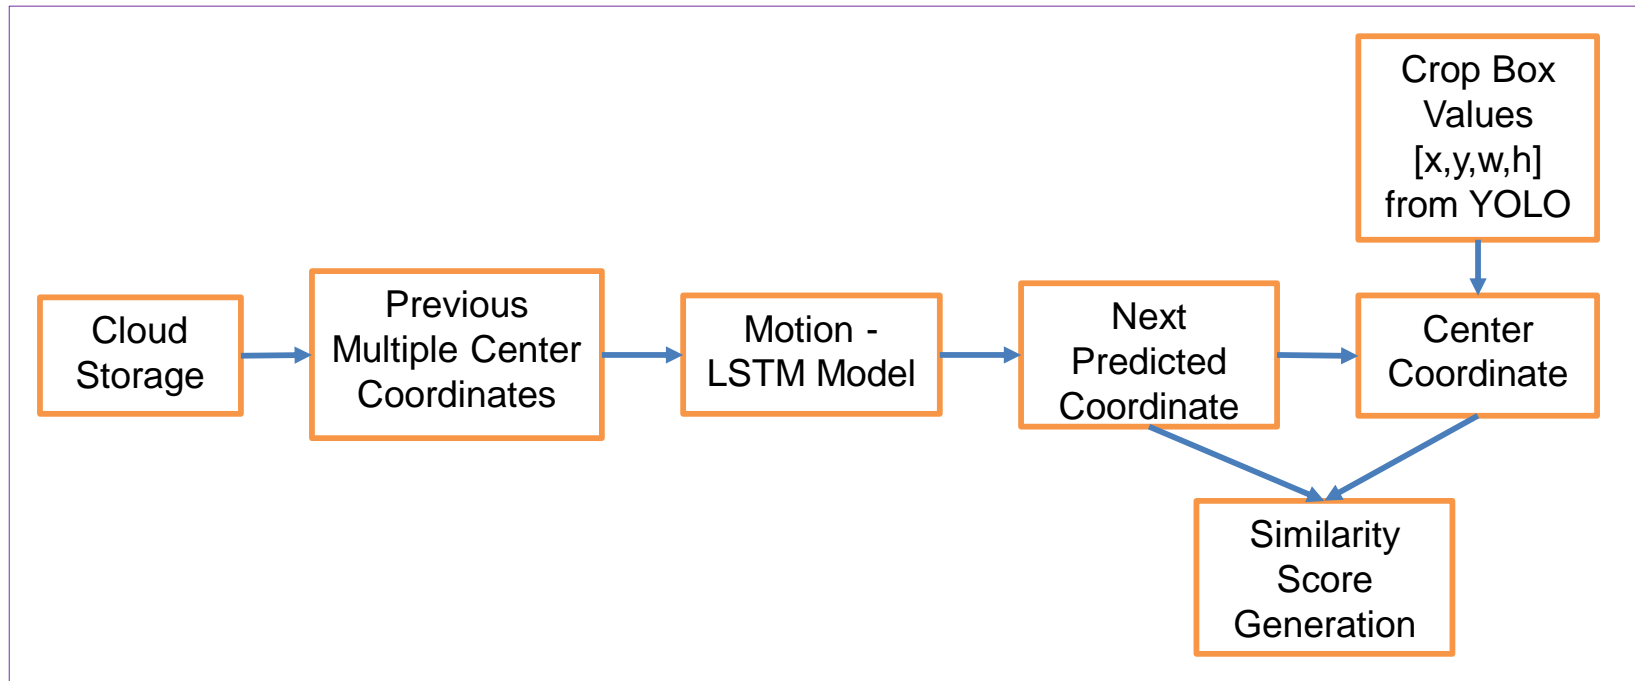 Cloud
Storage
Previous
Multiple Center
Coordinates
Motion -
LSTM Model
Next
Predicted
Coordinate
Crop Box
Values
[x,y,w,h]
from YOLO
Center
Coordinate
Similarity
Score
Generation